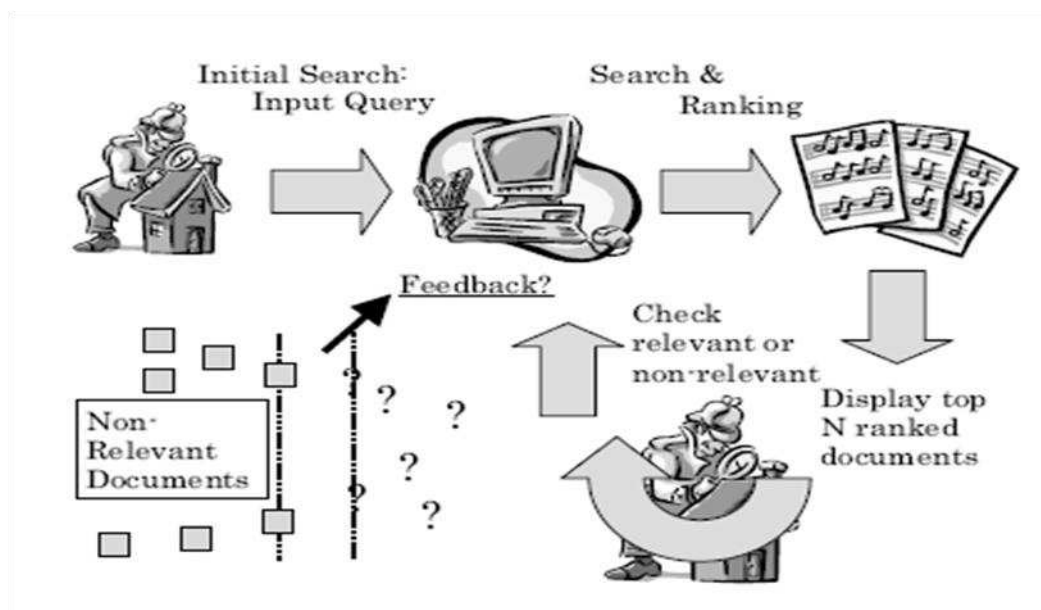 Initial Search:
Input Query
Search &
Ranking
Feedback?
Check
relevant or
non-relevant
Display top
N ranked
documents
Non-
Relevant
Documents
?
?
?
?
?
?